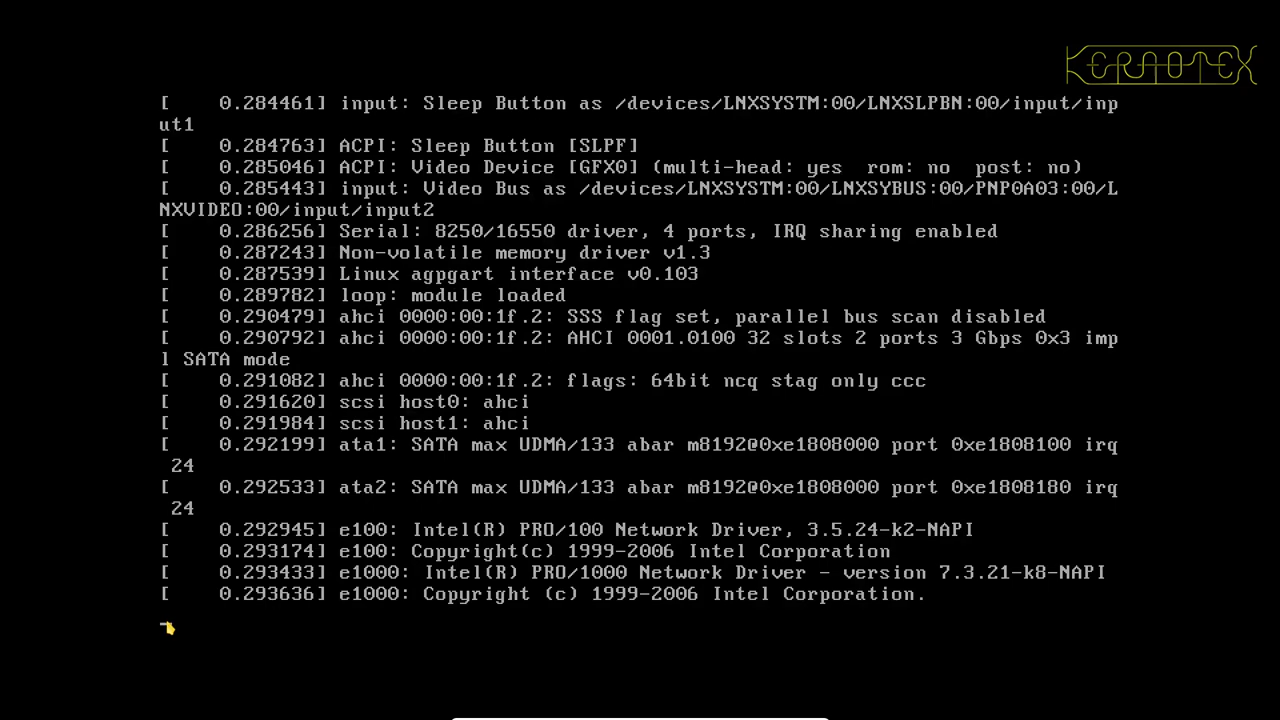 KERNOTEX
[    0.284461] input: Sleep Button as /devices/LNXSYSTM:00/LNXSLPBN:00/input/inp
ut1
[    0.284763] ACPI: Sleep Button [SLPF]
[    0.285046] ACPI: Video Device [GFX0] (multi-head: yes  rom: no  post: no)
[    0.285443] input: Video Bus as /devices/LNXSYSTM:00/LNXSYBUS:00/PNP0A03:00/L
NXVIDEO:00/input/input2
[    0.286256] Serial: 8250/16550 driver, 4 ports, IRQ sharing enabled
[    0.287243] Non-volatile memory driver v1.3
[    0.287539] Linux agpgart interface v0.103
[    0.289782] loop: module loaded
[    0.290479] ahci 0000:00:1f.2: SSS flag set, parallel bus scan disabled
[    0.290792] ahci 0000:00:1f.2: AHCI 0001.0100 32 slots 2 ports 3 Gbps 0x3 imp
l SATA mode
[    0.291082] ahci 0000:00:1f.2: flags: 64bit ncq stag only ccc
[    0.291620] scsi host0: ahci
[    0.291984] scsi host1: ahci
[    0.292199] ata1: SATA max UDMA/133 abar m8192@0xe1808000 port 0xe1808100 irq
 24
[    0.292533] ata2: SATA max UDMA/133 abar m8192@0xe1808000 port 0xe1808180 irq
 24
[    0.292945] e100: Intel(R) PRO/100 Network Driver, 3.5.24-k2-NAPI
[    0.293174] e100: Copyright(c) 1999-2006 Intel Corporation
[    0.293433] e1000: Intel(R) PRO/1000 Network Driver - version 7.3.21-k8-NAPI
[    0.293636] e1000: Copyright (c) 1999-2006 Intel Corporation.